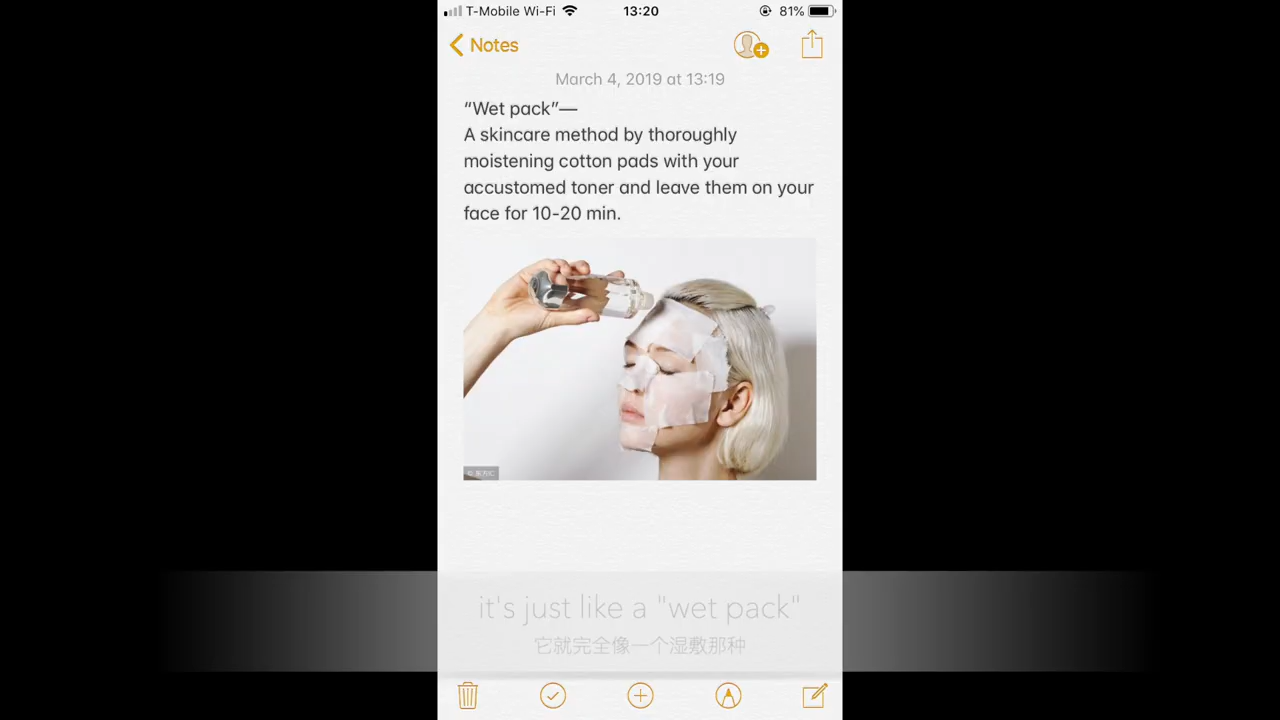 T-Mobile Wi-Fi 13:20 81%
Notes
March 4, 2019 at 13:19
“Wet pack”—
A skincare method by thoroughly
moistening cotton pads with your
accustomed toner and leave them on your
face for 10-20 min.
it's just like a "wet pack"
它就完全像一个湿敷那种